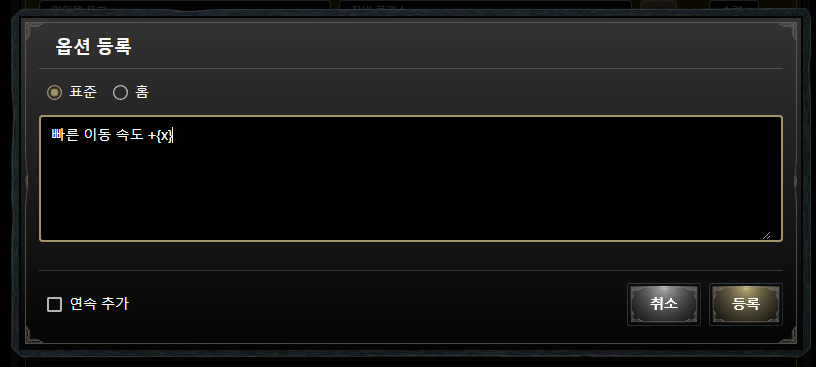 옵션 등록
표준 홈
빠른 이동 속도 +{x}
연속 추가
취소 등록